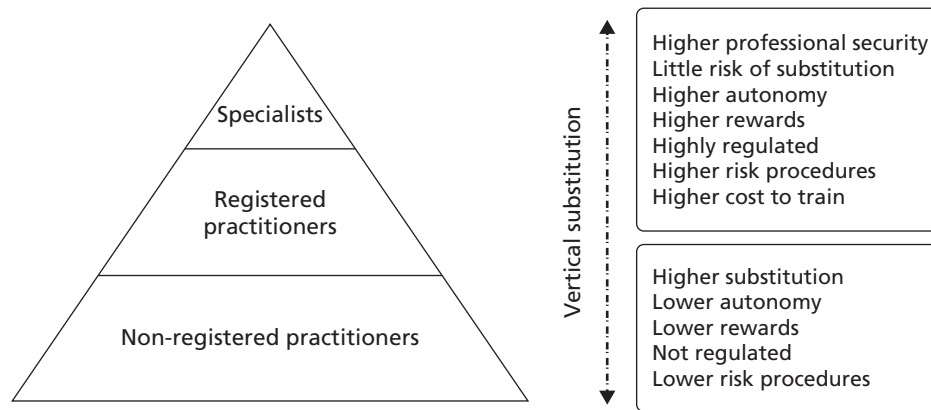 Specialists
Registered
practitioners
Non-registered practitioners
Vertical substitution
Higher professional security
Little risk of substitution
Higher autonomy
Higher rewards
Highly regulated
Higher risk procedures
Higher cost to train
Higher substitution
Lower autonomy
Lower rewards
Not regulated
Lower risk procedures